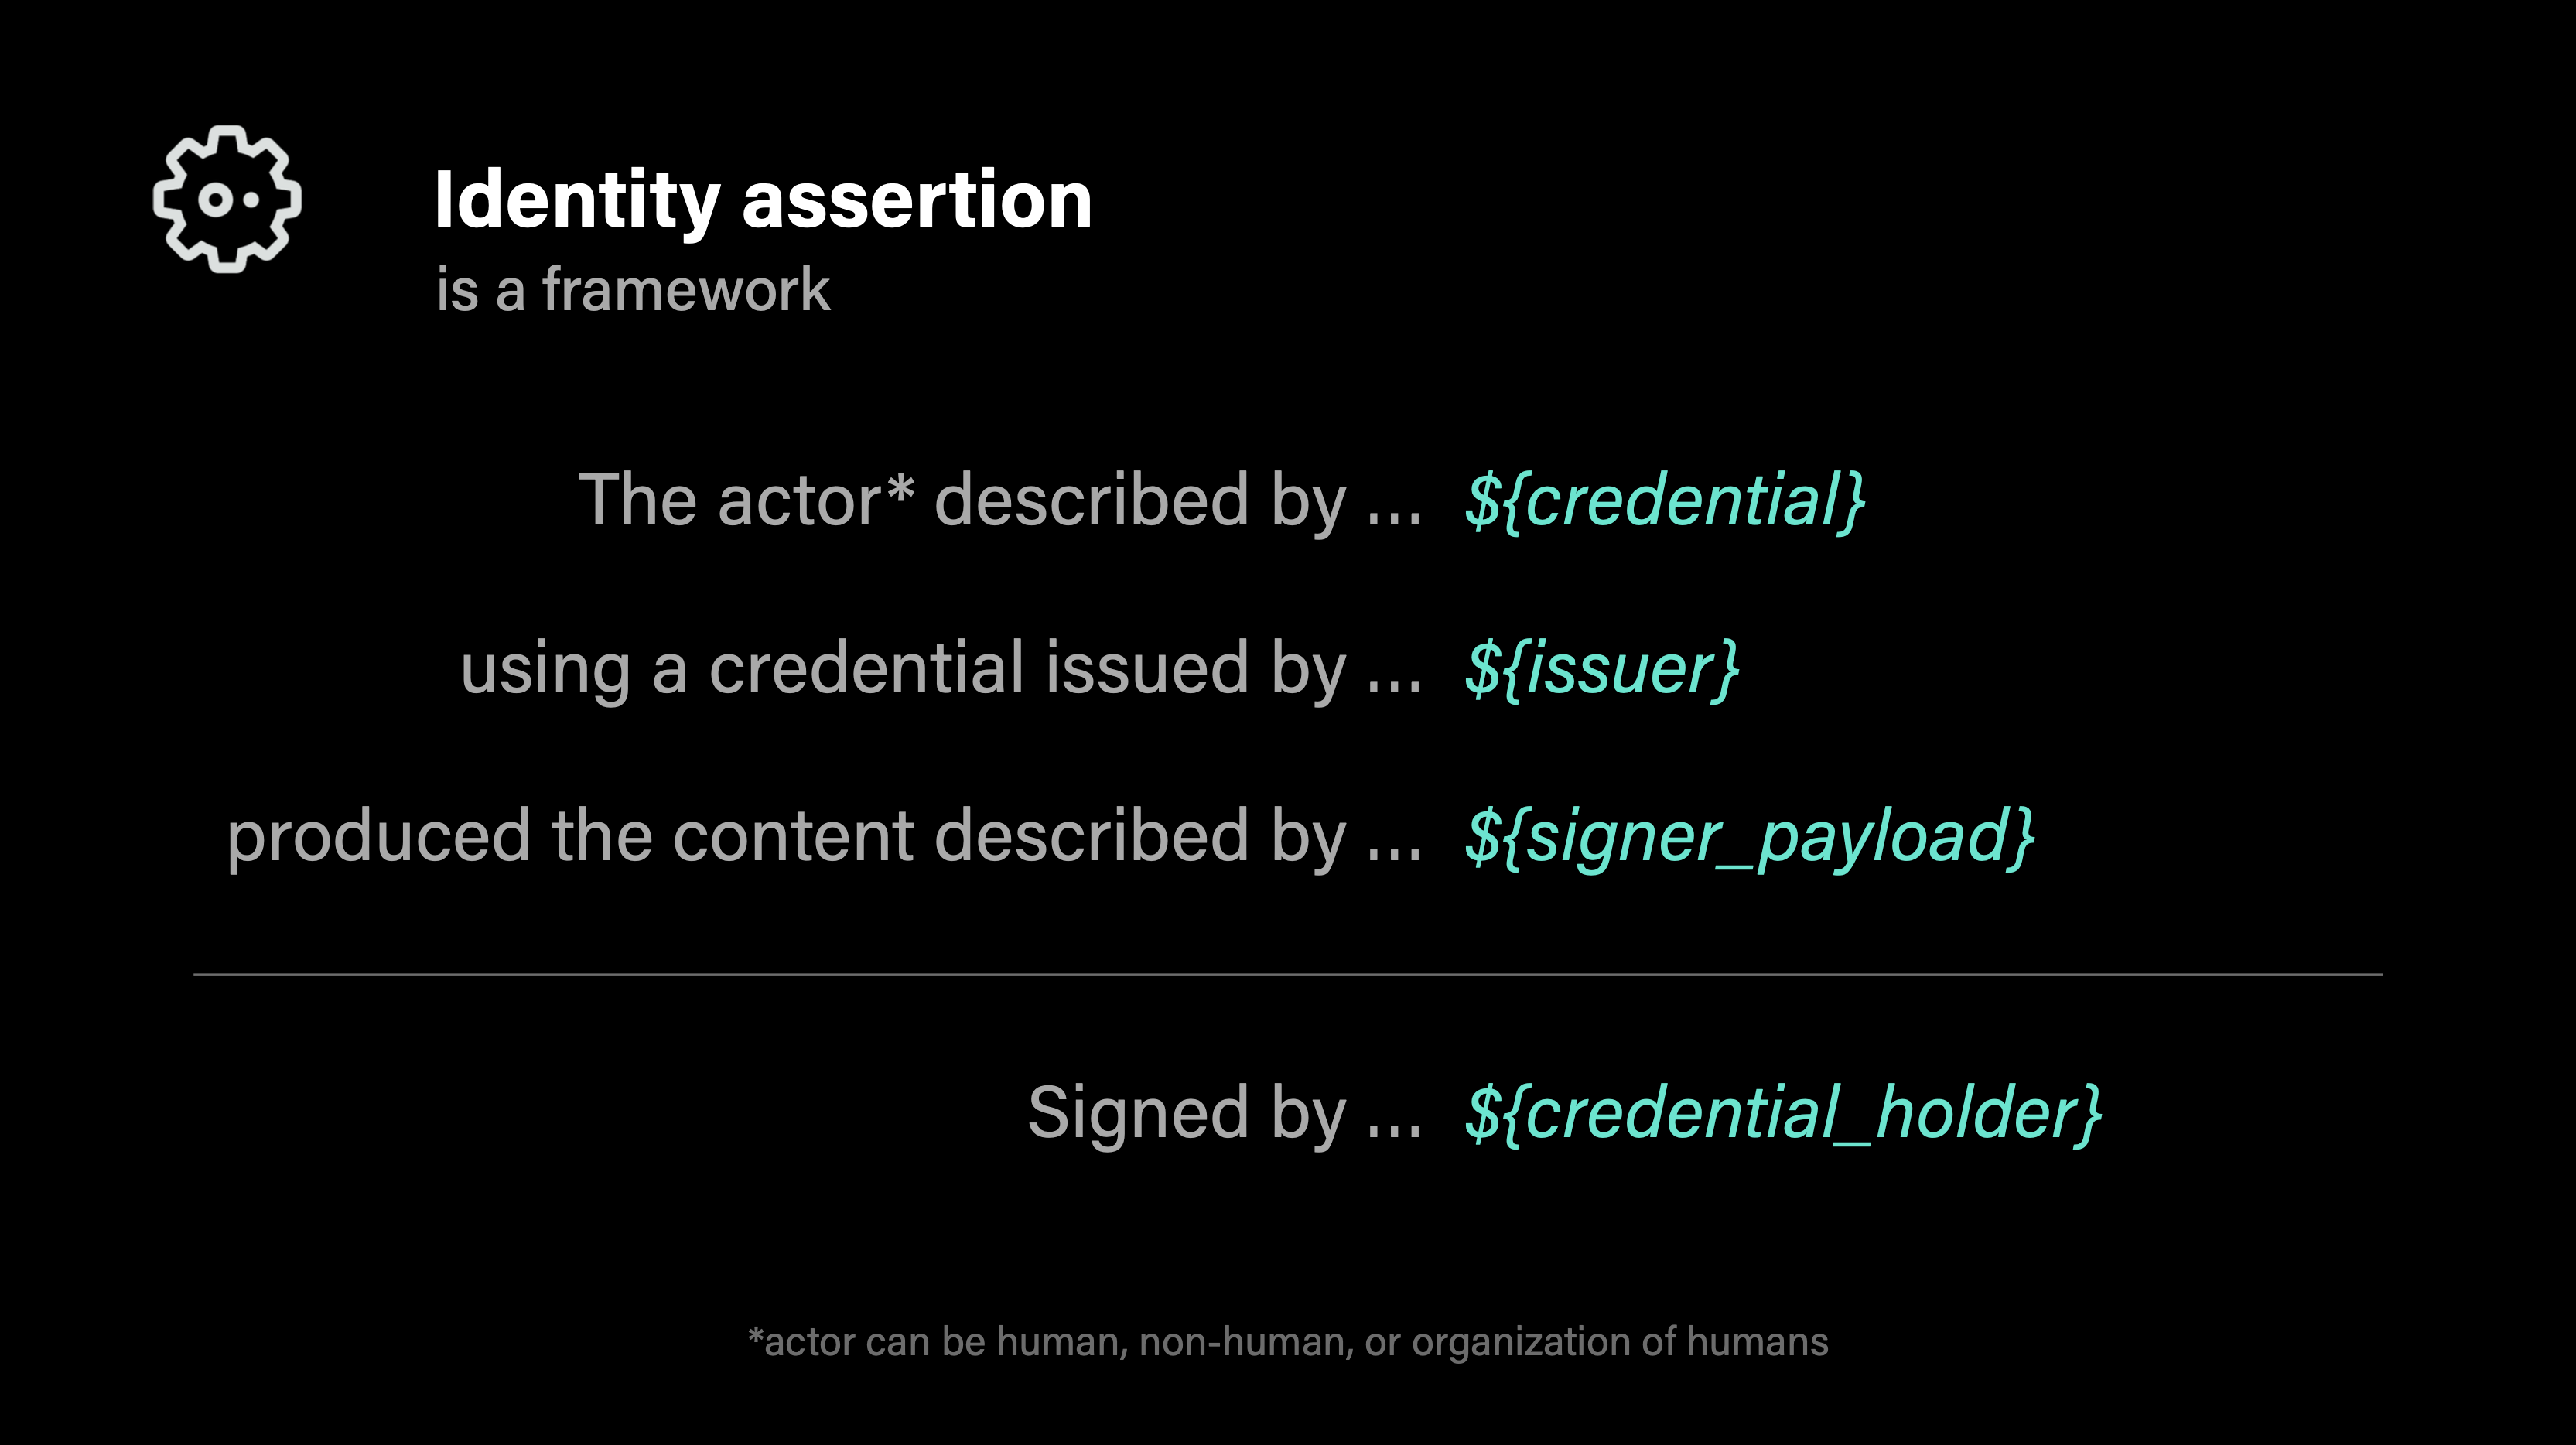 Identity assertion
is a framework
The actor* described by ... ${credential}
using a credential issued by ... ${issuer}
produced the content described by ... ${signer_payload}
Signed by ... ${credential_holder}
*actor can be human, non-human, or organization of humans